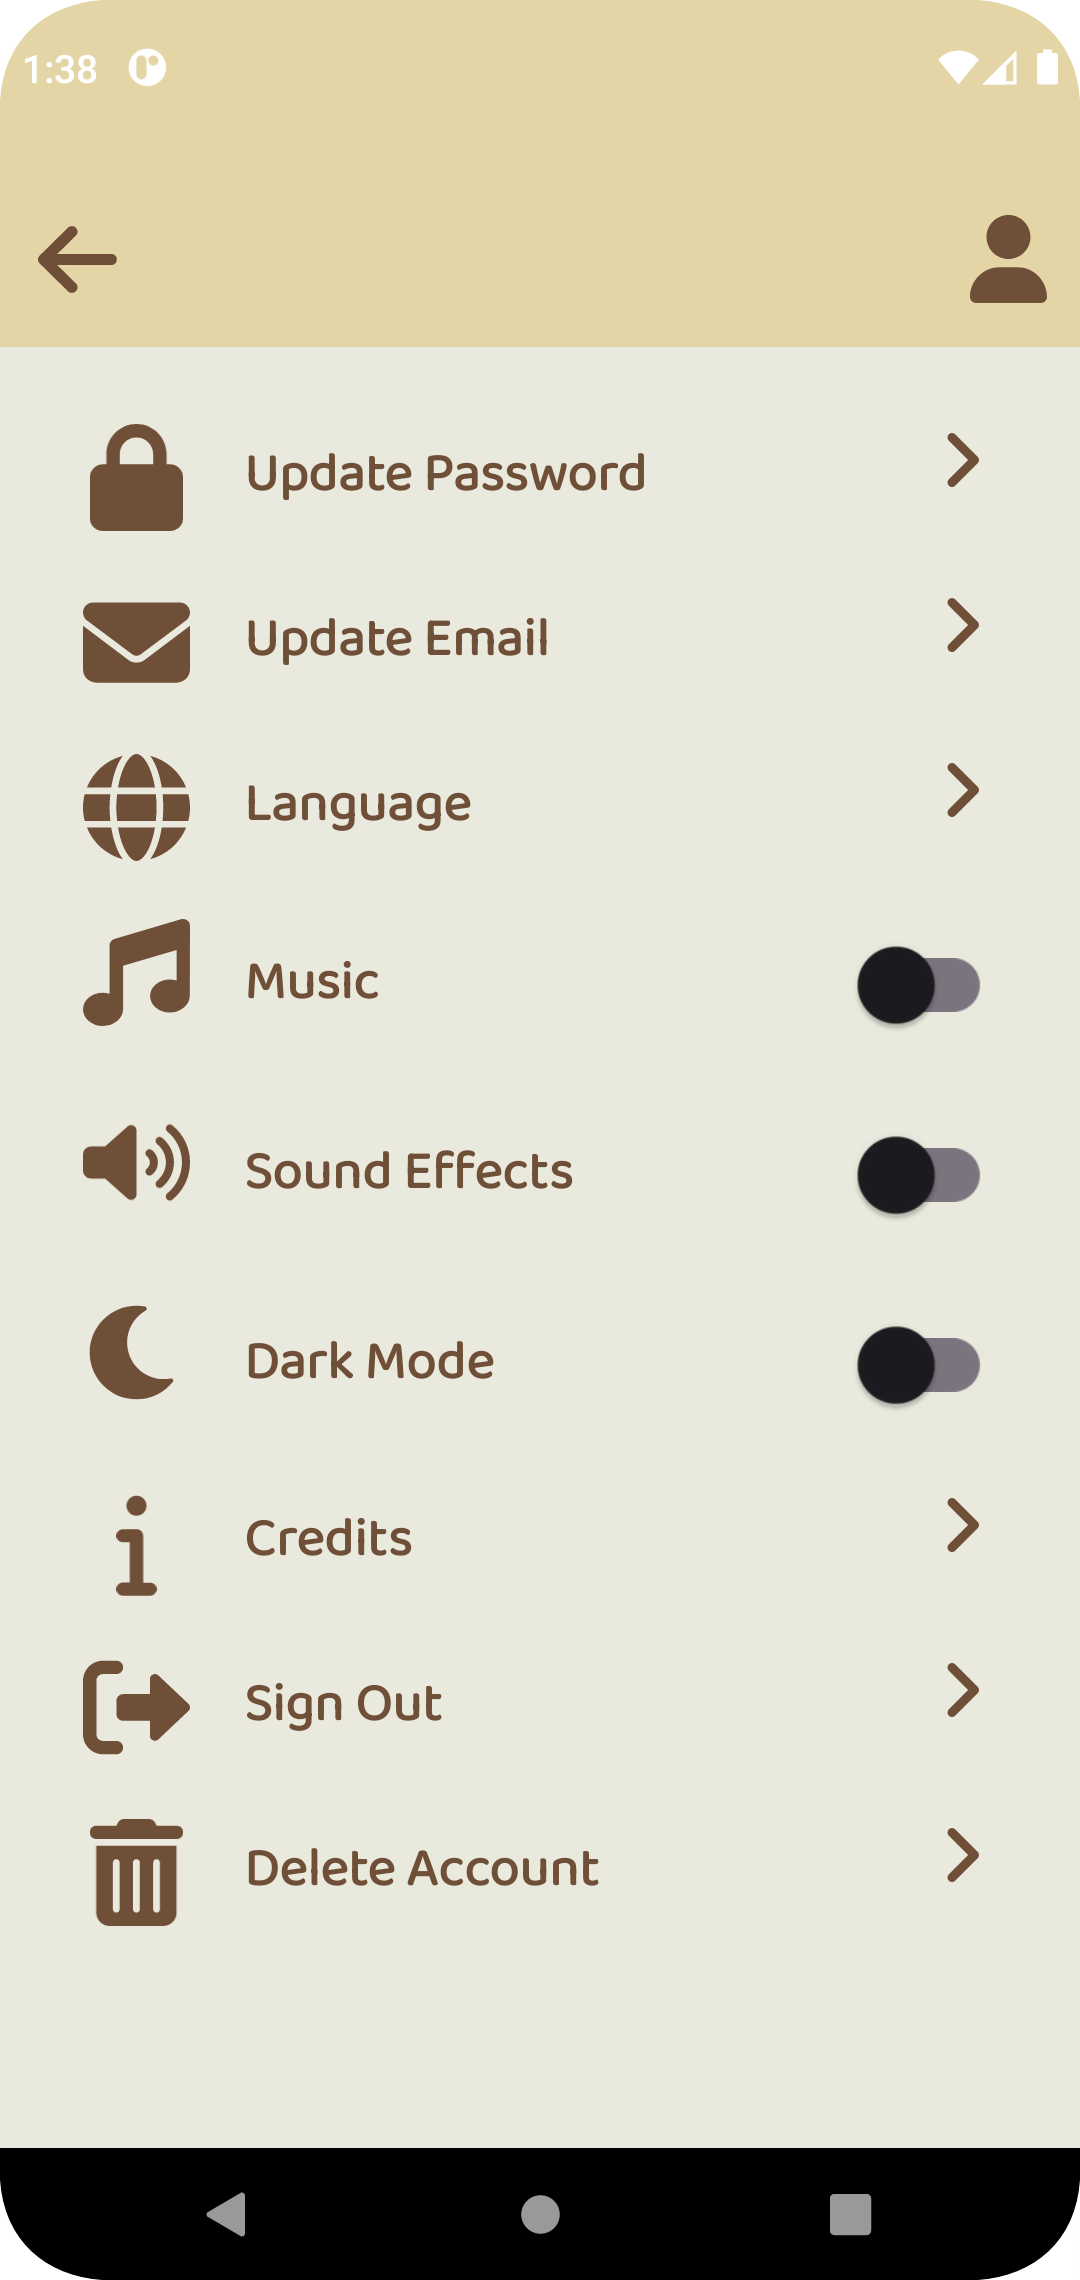 1:38
Update Password
Update Email
Language
Music
Sound Effects
Dark Mode
Credits
Sign Out
Delete Account